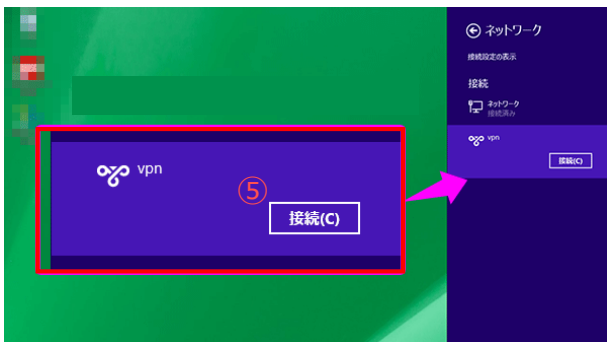 ネットワーク
接続設定の表示
接続
ネットワーク
接続済み
vpn
接続(C)
vpn
⑤
接続(C)